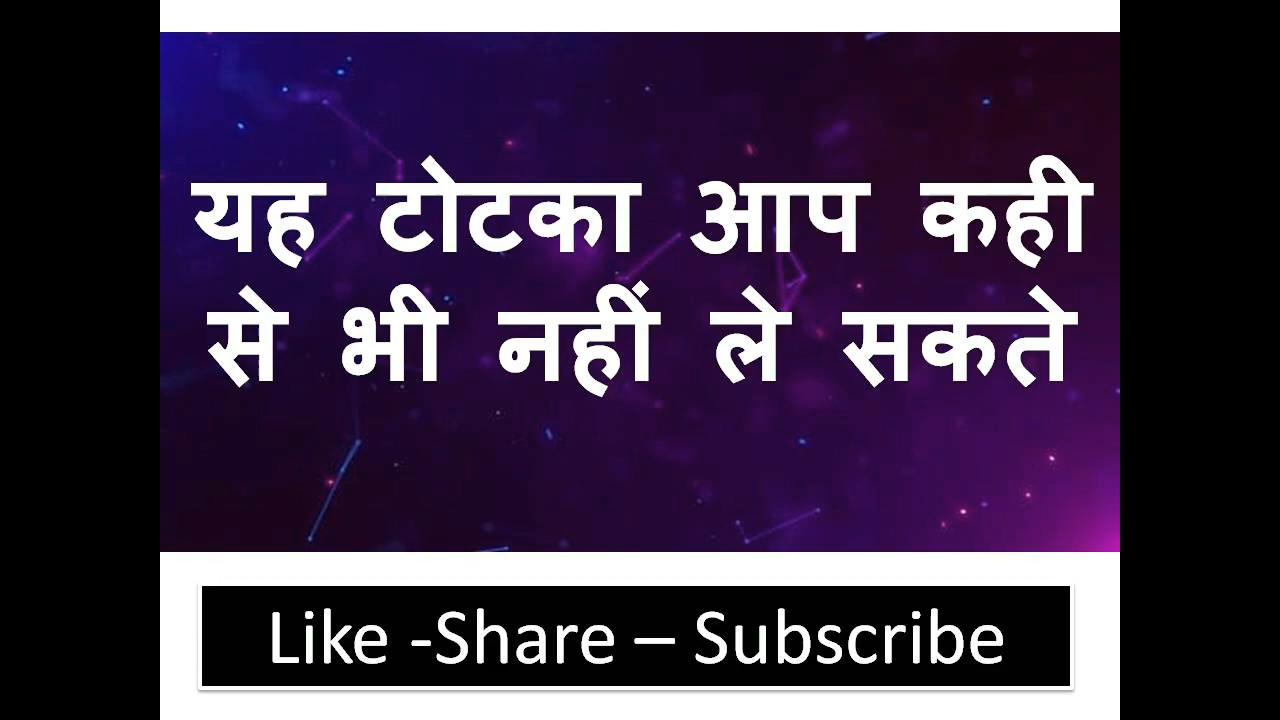 यह टोटका आप कही
से भी नहीं ले सकते
Like -Share – Subscribe